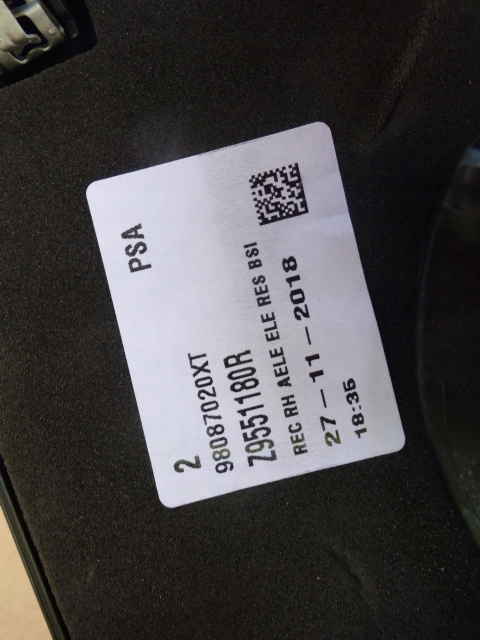 PSA
2
98087020XT
Z9551180R
REC RH AELE ELE RES BSI
27-11-2018
18:35